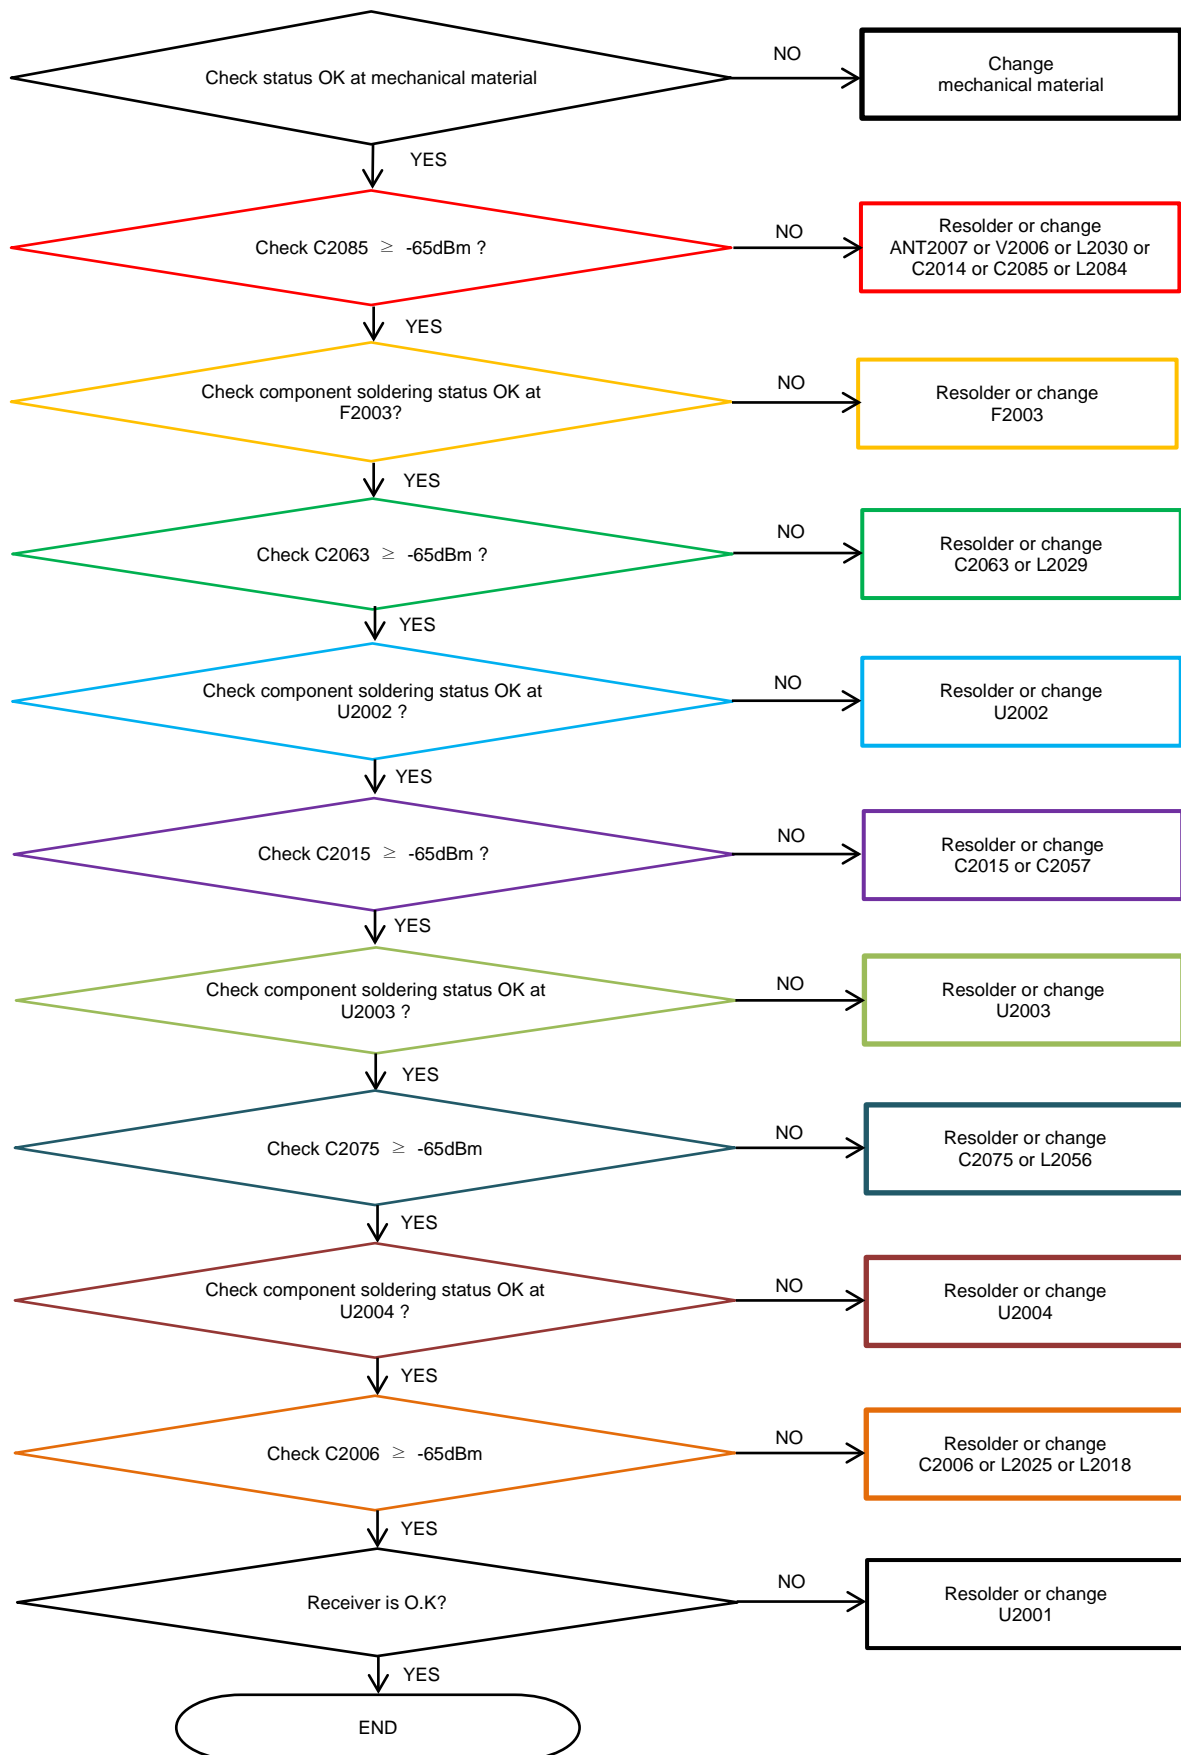 Check status OK at mechanical material
NO
Change
mechanical material
YES
Check C2085 ≥ -65dBm ?
NO
Resolder or change
ANT2007 or V2006 or L2030 or
C2014 or C2085 or L2084
YES
Check component soldering status OK at
F2003?
NO
Resolder or change
F2003
YES
Check C2063 ≥ -65dBm ?
NO
Resolder or change
C2063 or L2029
YES
Check component soldering status OK at
U2002 ?
NO
Resolder or change
U2002
YES
Check C2015 ≥ -65dBm ?
NO
Resolder or change
C2015 or C2057
YES
Check component soldering status OK at
U2003 ?
NO
Resolder or change
U2003
YES
Check C2075 ≥ -65dBm
NO
Resolder or change
C2075 or L2056
YES
Check component soldering status OK at
U2004 ?
NO
Resolder or change
U2004
YES
Check C2006 ≥ -65dBm
NO
Resolder or change
C2006 or L2025 or L2018
YES
Receiver is O.K?
NO
Resolder or change
U2001
YES
END